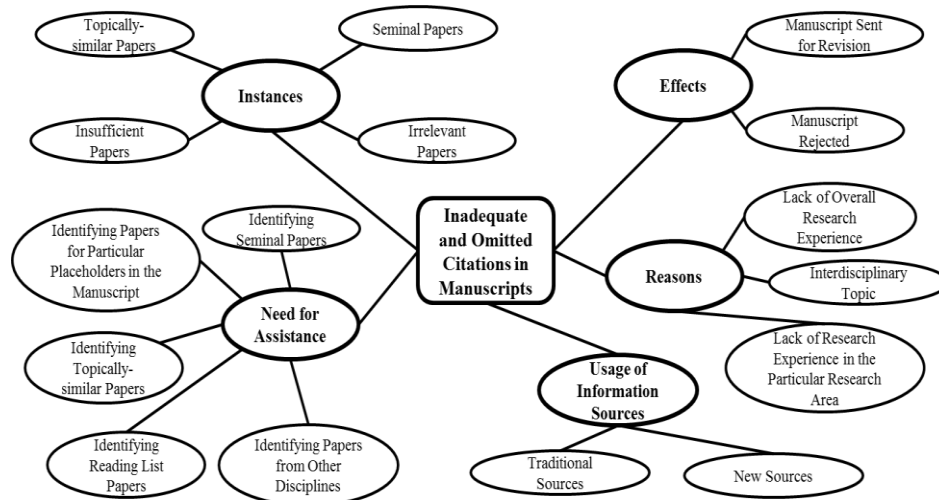 Topically-
similar Papers
Seminal Papers
Instances
Insufficient
Papers
Irrelevant
Papers
Manuscript Sent
for Revision
Effects
Manuscript
Rejected
Inadequate
and Omitted
Citations in
Manuscripts
Lack of Overall
Research
Experience
Reasons
Interdisciplinary
Topic
Lack of Research
Experience in the
Particular Research
Area
Identifying
Seminal Papers
Identifying Papers
for Particular
Placeholders in the
Manuscript
Need for
Assistance
Identifying
Topically-
similar Papers
Identifying
Reading List
Papers
Identifying Papers
from Other
Disciplines
Usage of
Information
Sources
Traditional
Sources
New Sources